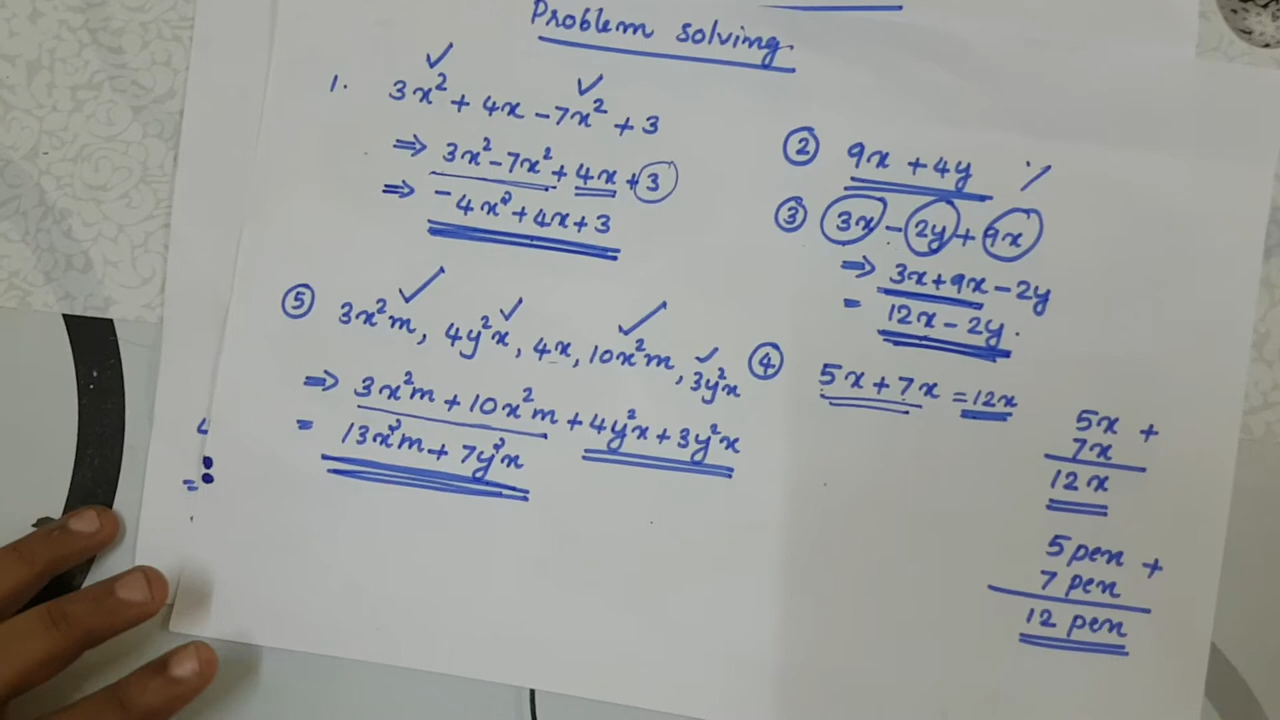 Problem solving
1. 3x² + 4x - 7x² + 3
⇒ 3x² - 7x² + 4x + 3
⇒ -4x² + 4x + 3
② 9x + 4y
③ 3x - 2y + 9x
⇒ 3x + 9x - 2y
= 12x - 2y.
④ 5x + 7x = 12x
5x +
7x
12x
5 pen +
7 pen
12 pen
⑤ 3x²m, 4y²x, 4x, 10x²m, 3y²x
⇒ 3x²m + 10x²m + 4y²x + 3y²x
= 13x²m + 7y²x